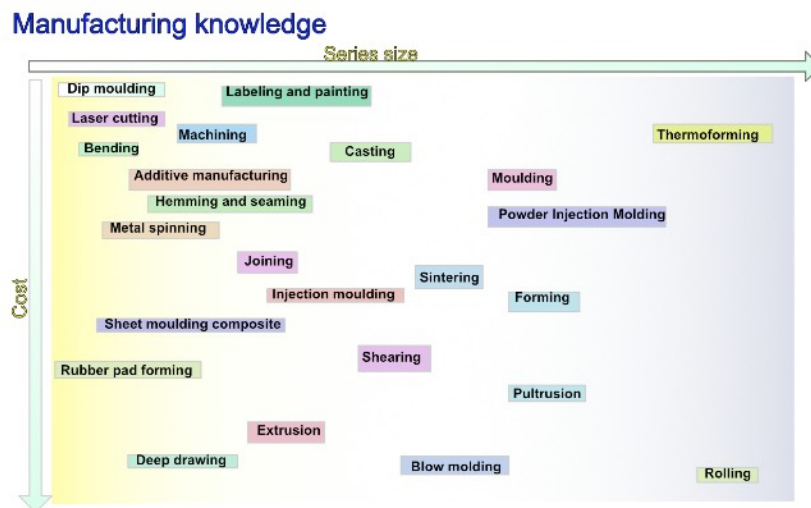 Manufacturing knowledge
Series size
Cost
Dip moulding
Labeling and painting
Laser cutting
Machining
Thermoforming
Bending
Casting
Additive manufacturing
Moulding
Hemming and seaming
Powder Injection Molding
Metal spinning
Joining
Sintering
Injection moulding
Forming
Sheet moulding composite
Shearing
Rubber pad forming
Pultrusion
Extrusion
Deep drawing
Blow molding
Rolling